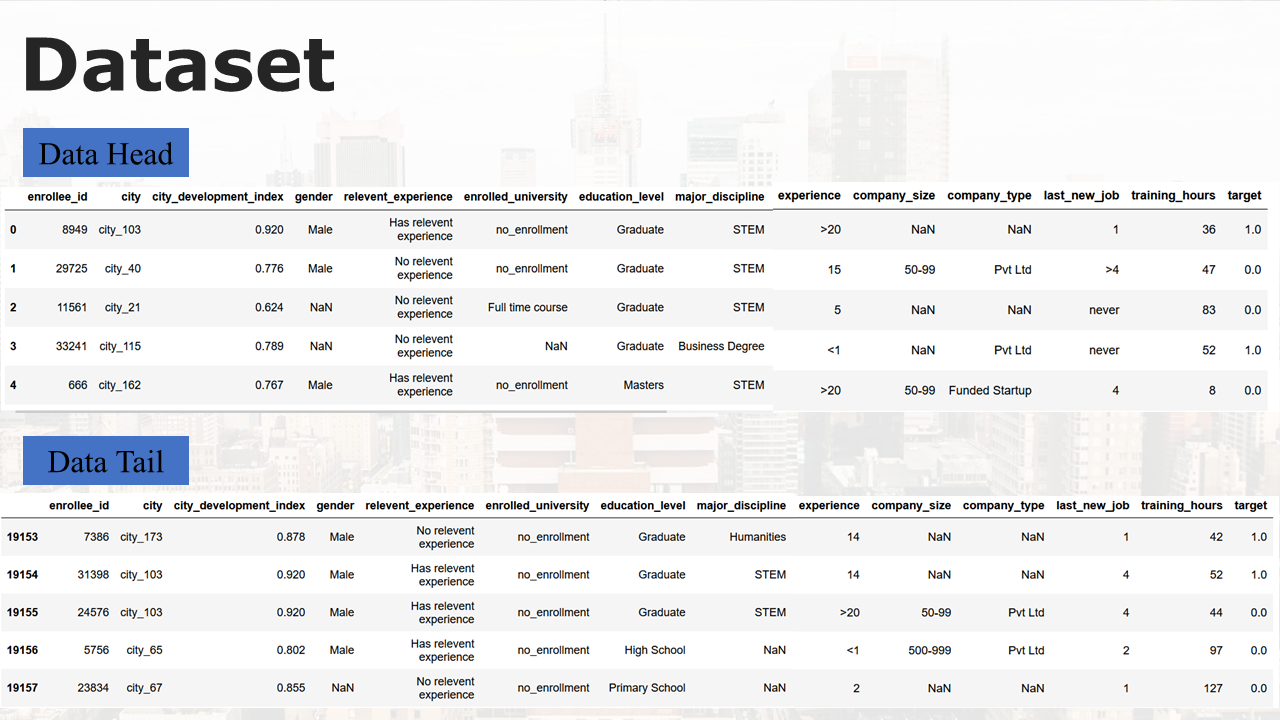 Dataset
Data Head
enrollee_id city city_development_index gender relevent_experience enrolled_university education_level major_discipline experience company_size company_type last_new_job training_hours target
0 8949 city_103 0.920 Male Has relevent experience no_enrollment Graduate STEM >20 NaN NaN 1 36 1.0
1 29725 city_40 0.776 Male No relevent experience no_enrollment Graduate STEM 15 50-99 Pvt Ltd >4 47 0.0
2 11561 city_21 0.624 NaN No relevent experience Full time course Graduate STEM 5 NaN NaN never 83 0.0
3 33241 city_115 0.789 NaN No relevent experience NaN Graduate Business Degree <1 NaN Pvt Ltd never 52 1.0
4 666 city_162 0.767 Male Has relevent experience no_enrollment Masters STEM >20 50-99 Funded Startup 4 8 0.0
Data Tail
enrollee_id city city_development_index gender relevent_experience enrolled_university education_level major_discipline experience company_size company_type last_new_job training_hours target
19153 7386 city_173 0.878 Male No relevent experience no_enrollment Graduate Humanities 14 NaN NaN 1 42 1.0
19154 31398 city_103 0.920 Male Has relevent experience no_enrollment Graduate STEM 14 NaN NaN 4 52 1.0
19155 24576 city_103 0.920 Male Has relevent experience no_enrollment Graduate STEM >20 50-99 Pvt Ltd 4 44 0.0
19156 5756 city_65 0.802 Male Has relevent experience no_enrollment High School NaN <1 500-999 Pvt Ltd 2 97 0.0
19157 23834 city_67 0.855 NaN No relevent experience no_enrollment Primary School NaN 2 NaN NaN 1 127 0.0